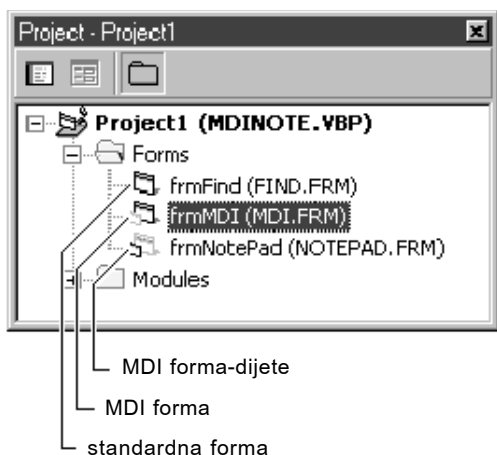 Project - Project1
Project1 (MDINOTE.VBP)
Forms
frmFind (FIND.FRM)
frmMDI (MDI.FRM)
frmNotePad (NOTEPAD.FRM)
Modules
MDI forma-dijete
MDI forma
standardna forma